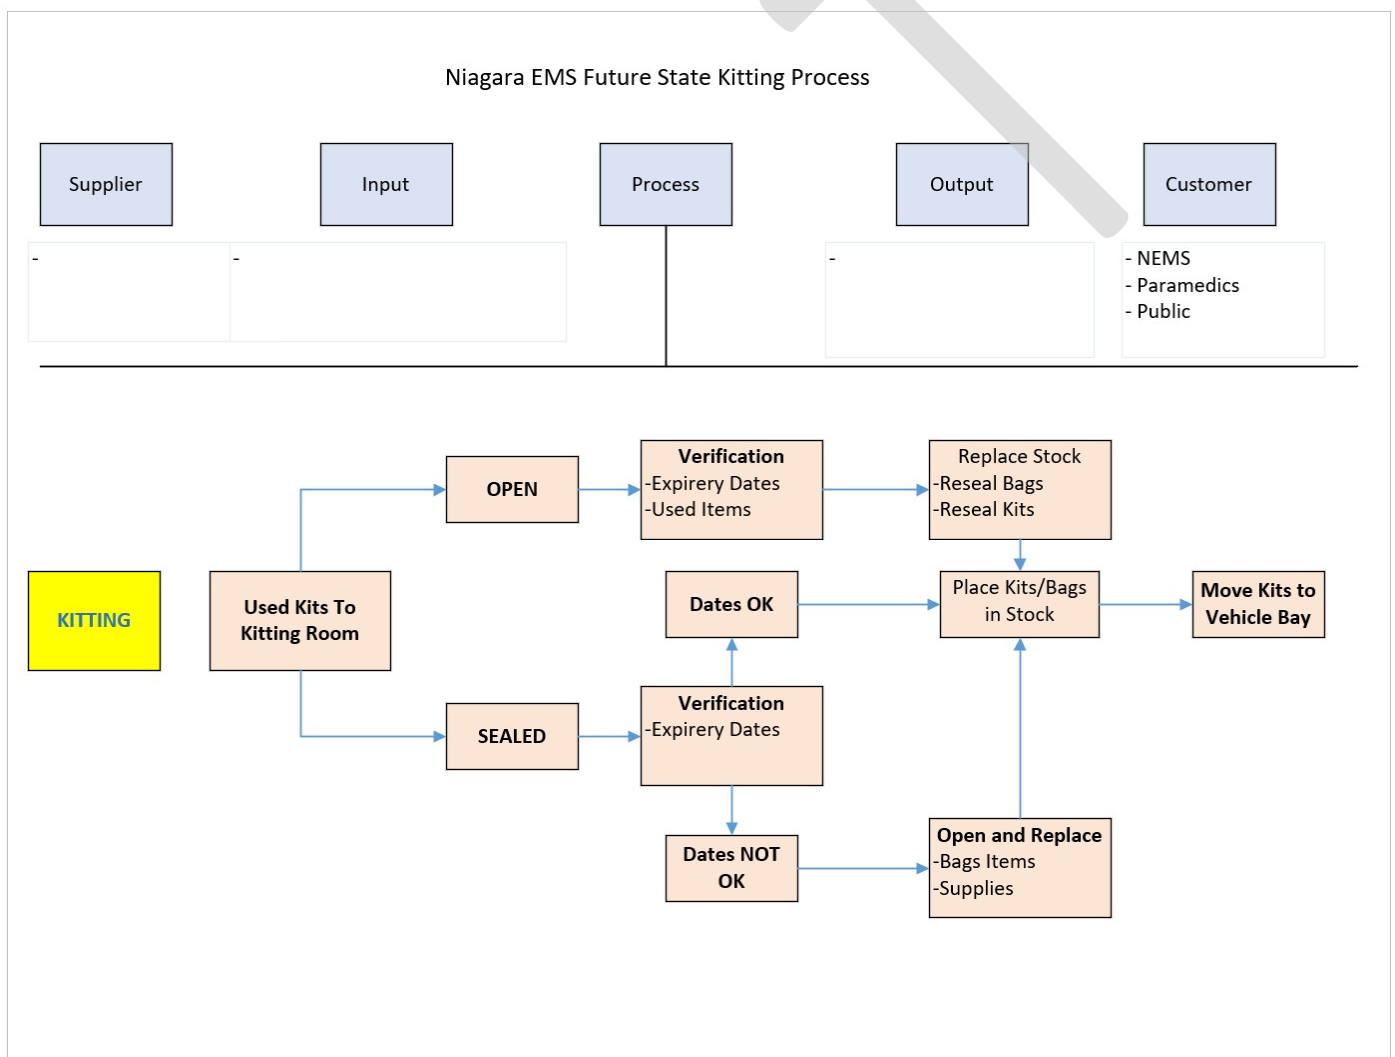 Niagara EMS Future State Kitting Process
Supplier
Input
Process
Output
Customer
-
-
-
- NEMS
- Paramedics
- Public
OPEN
Verification
-Expirery Dates
-Used Items
Replace Stock
-Reseal Bags
-Reseal Kits
KITTING
Used Kits To
Kitting Room
Dates OK
Place Kits/Bags
in Stock
Move Kits to
Vehicle Bay
SEALED
Verification
-Expirery Dates
Dates NOT
OK
Open and Replace
-Bags Items
-Supplies